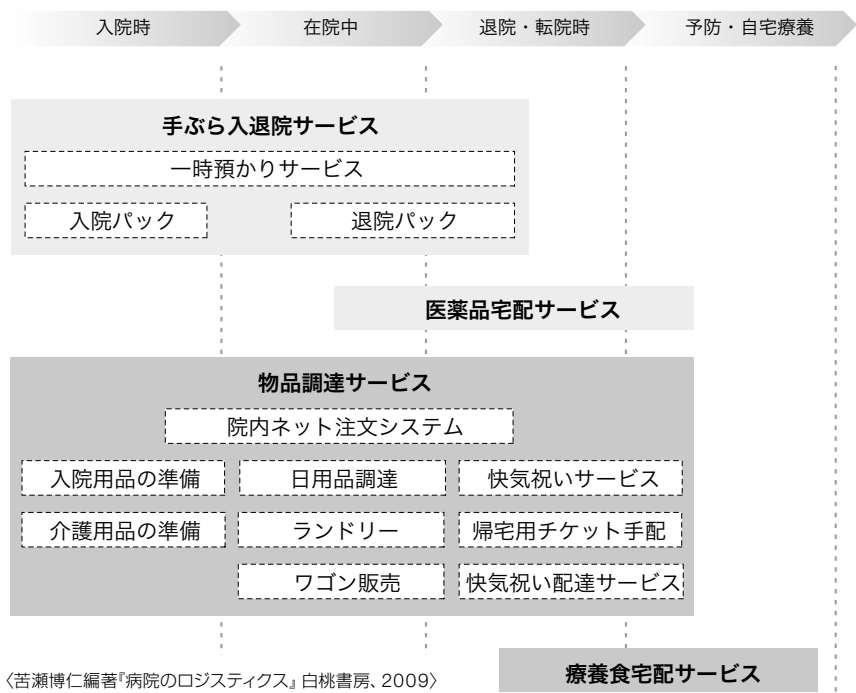 入院時
在院中
退院・転院時
予防・自宅療養
手ぶら入退院サービス
一時預かりサービス
入院パック
退院パック
医薬品宅配サービス
物品調達サービス
院内ネット注文システム
入院用品の準備
日用品調達
快気祝いサービス
介護用品の準備
ランドリー
帰宅用チケット手配
ワゴン販売
快気祝い配達サービス
療養食宅配サービス
〈苦瀬博仁編著『病院のロジスティクス』白桃書房、2009〉